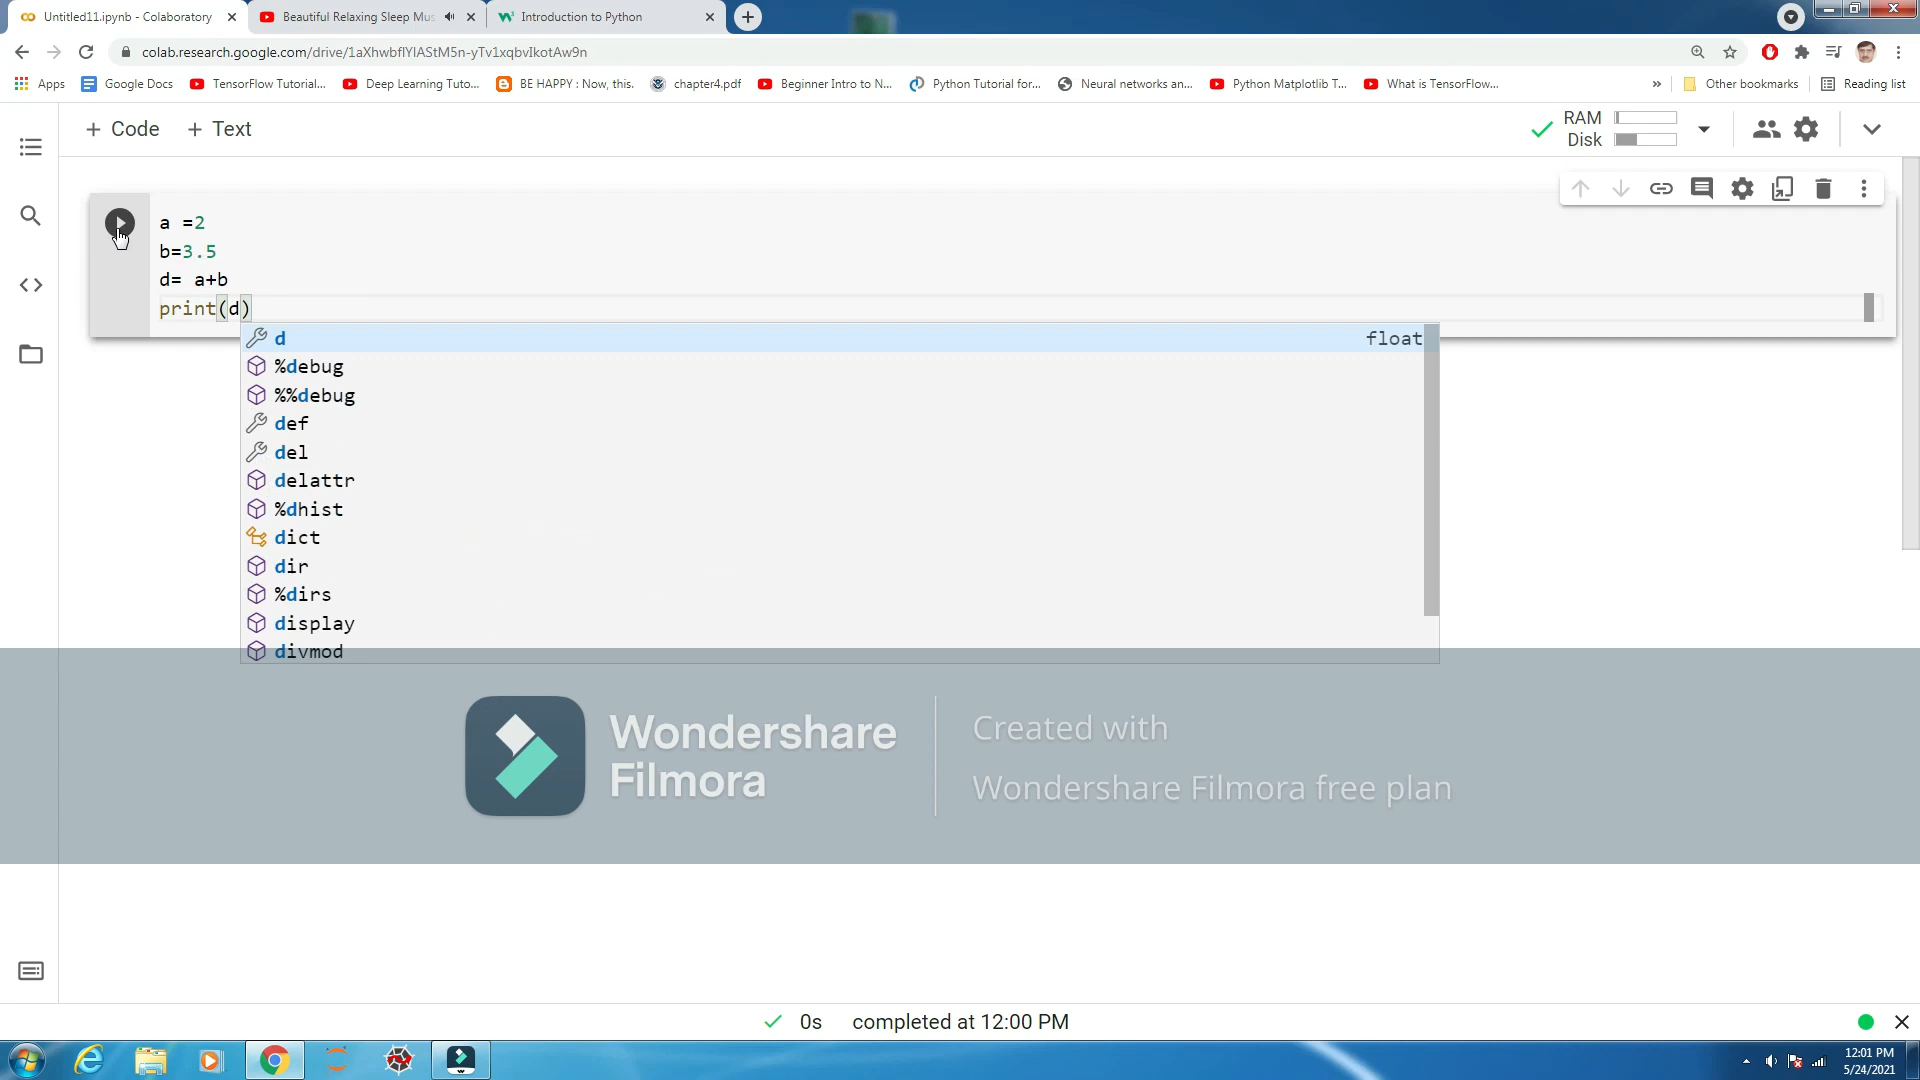 Untitled11.ipynb - Colaboratory
Beautiful Relaxing Sleep Mus
Introduction to Python
colab.research.google.com/drive/1aXhwbflYlAStM5n-yTv1xqbvIkotAw9n
Apps
Google Docs
TensorFlow Tutorial...
Deep Learning Tuto...
BE HAPPY : Now, this.
chapter4.pdf
Beginner Intro to N...
Python Tutorial for...
Neural networks an...
Python Matplotlib T...
What is TensorFlow...
»
Other bookmarks
Reading list
+ Code
+ Text
RAM
Disk
a =2
b=3.5
d= a+b
print(d)
d float
%debug
%%debug
def
del
delattr
%dhist
dict
dir
%dirs
display
divmod
Wondershare
Filmora
Created with
Wondershare Filmora free plan
0s completed at 12:00 PM
12:01 PM
5/24/2021